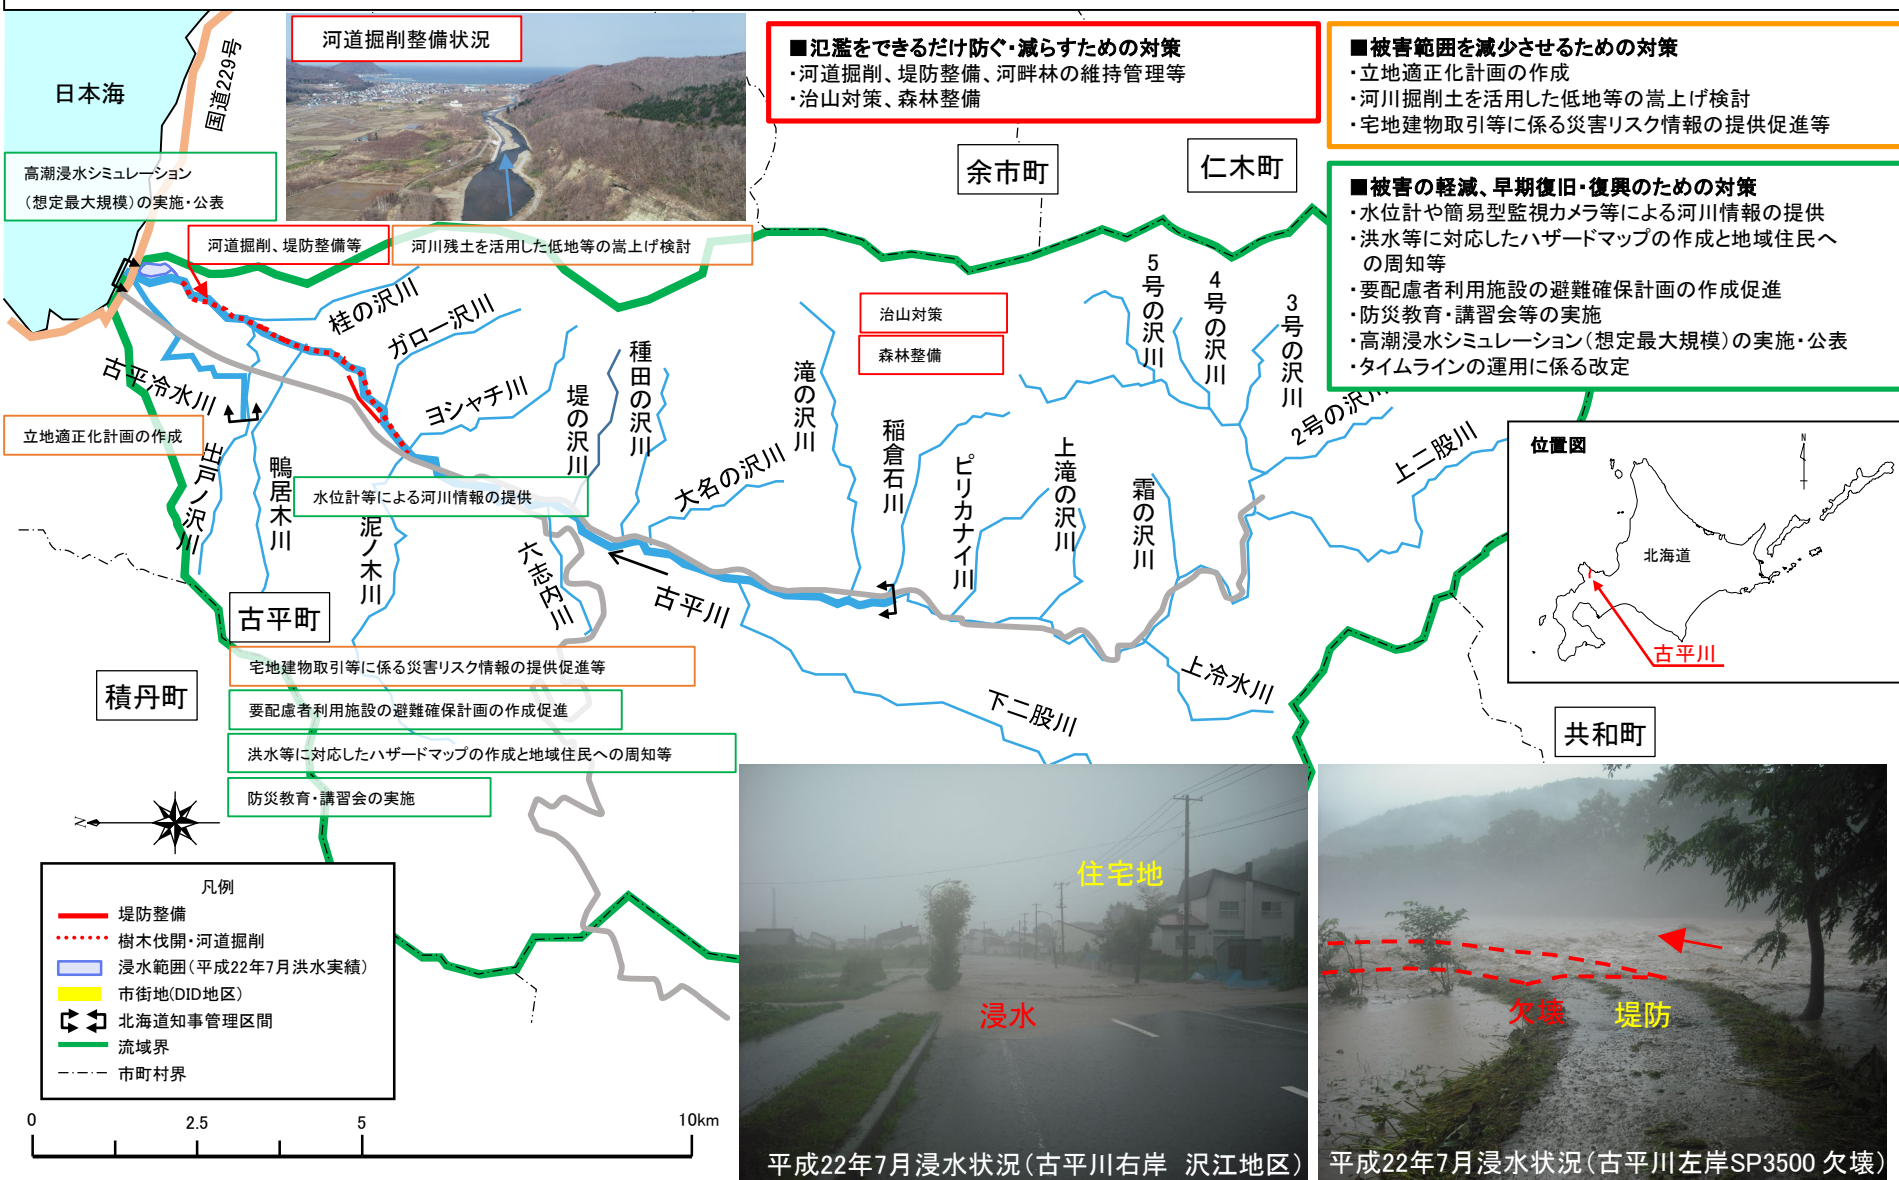 日本海
国道229号
河道掘削整備状況
■氾濫をできるだけ防ぐ・減らすための対策
・河道掘削、堤防整備、河畔林の維持管理等
・治山対策、森林整備
■被害範囲を減少させるための対策
・立地適正化計画の作成
・河川掘削土を活用した低地等の嵩上げ検討
・宅地建物取引等に係る災害リスク情報の提供促進等
■被害の軽減、早期復旧・復興のための対策
・水位計や簡易型監視カメラ等による河川情報の提供
・洪水等に対応したハザードマップの作成と地域住民へ
の周知等
・要配慮者利用施設の避難確保計画の作成促進
・防災教育・講習会等の実施
・高潮浸水シミュレーション(想定最大規模)の実施・公表
・タイムラインの運用に係る改定
高潮浸水シミュレーション
(想定最大規模)の実施・公表
余市町
仁木町
河道掘削、堤防整備等
河川残土を活用した低地等の嵩上げ検討
治山対策
森林整備
桂の沢川
ガロー沢川
ヨシャチ川
堤の沢川
種田の沢川
大名の沢川
滝の沢川
稲倉石川
ピリカナイ川
上滝の沢川
霜の沢川
5号の沢川
4号の沢川
3号の沢川
2号の沢川
上二股川
古平冷水川
立地適正化計画の作成
出戸ノ沢川
鴨居木川
水位計等による河川情報の提供
泥ノ木川
六志内川
古平川
下二股川
上冷水川
古平町
積丹町
共和町
宅地建物取引等に係る災害リスク情報の提供促進等
要配慮者利用施設の避難確保計画の作成促進
洪水等に対応したハザードマップの作成と地域住民への周知等
防災教育・講習会の実施
位置図
N
北海道
古平川
N
凡例
堤防整備
樹木伐開・河道掘削
浸水範囲(平成22年7月洪水実績)
市街地(DID地区)
北海道知事管理区間
流域界
市町村界
0
2.5
5
10km
住宅地
浸水
平成22年7月浸水状況(古平川右岸 沢江地区)
欠壊
堤防
平成22年7月浸水状況(古平川左岸SP3500 欠壊)